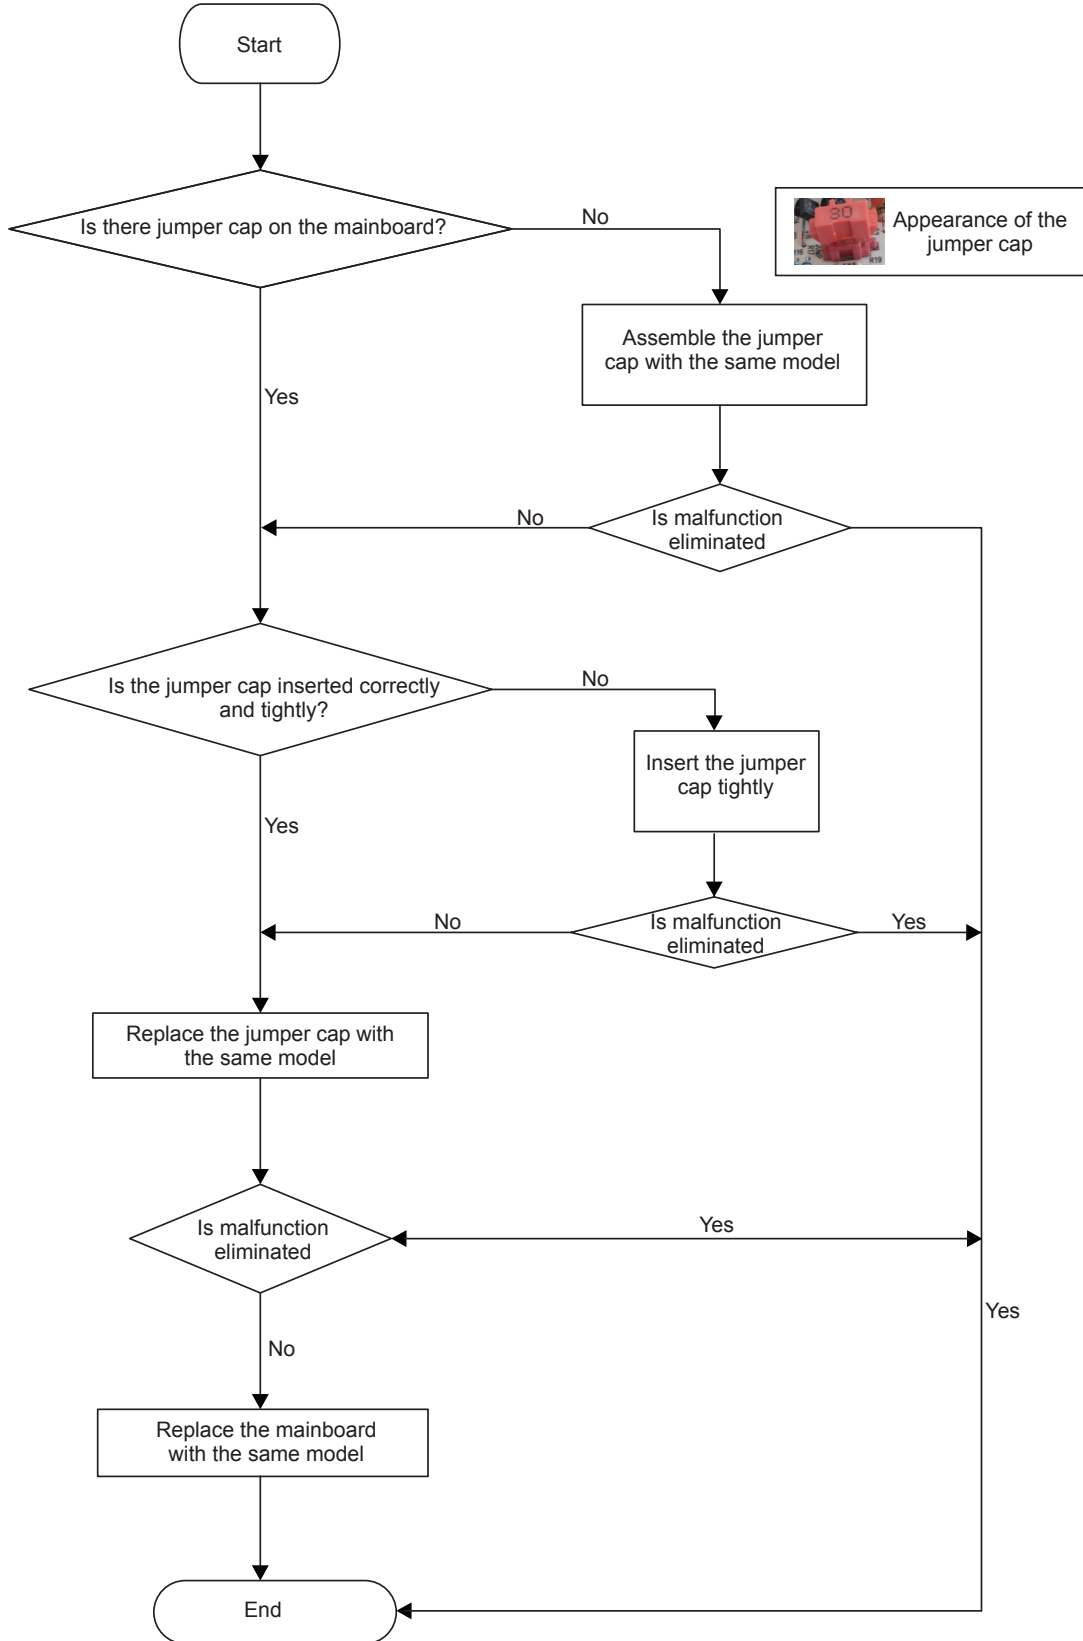 Start
Is there jumper cap on the mainboard?
No
30
R19
Appearance of the
jumper cap
Assemble the jumper
cap with the same model
Yes
No
Is malfunction
eliminated
Is the jumper cap inserted correctly
and tightly?
No
Insert the jumper
cap tightly
Yes
No
Is malfunction
eliminated
Yes
Replace the jumper cap with
the same model
Is malfunction
eliminated
Yes
Yes
No
Replace the mainboard
with the same model
End